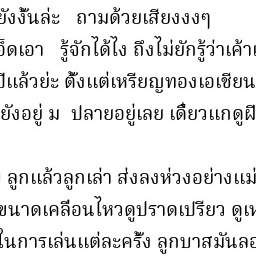 ยังงั้นล่ะ ถามด้วยเสียงงงๆ
อ็ดเอา รู้จักได้ไง ถึงไม่ยักรู้ว่าเค้า
ปีแล้วย่ะ ตั้งแต่เหรียญทองเอเชียน
ยังอยู่ ม ปลายอยู่เลย เดี๋ยวแกดูฝี
ลูกแล้วลูกเล่า ส่งลงห่วงอย่างแม่
ขนาดเคลื่อนไหวดูปราดเปรียว ดูเห
ในการเล่นแต่ละครั้ง ลูกบาสมันลอ